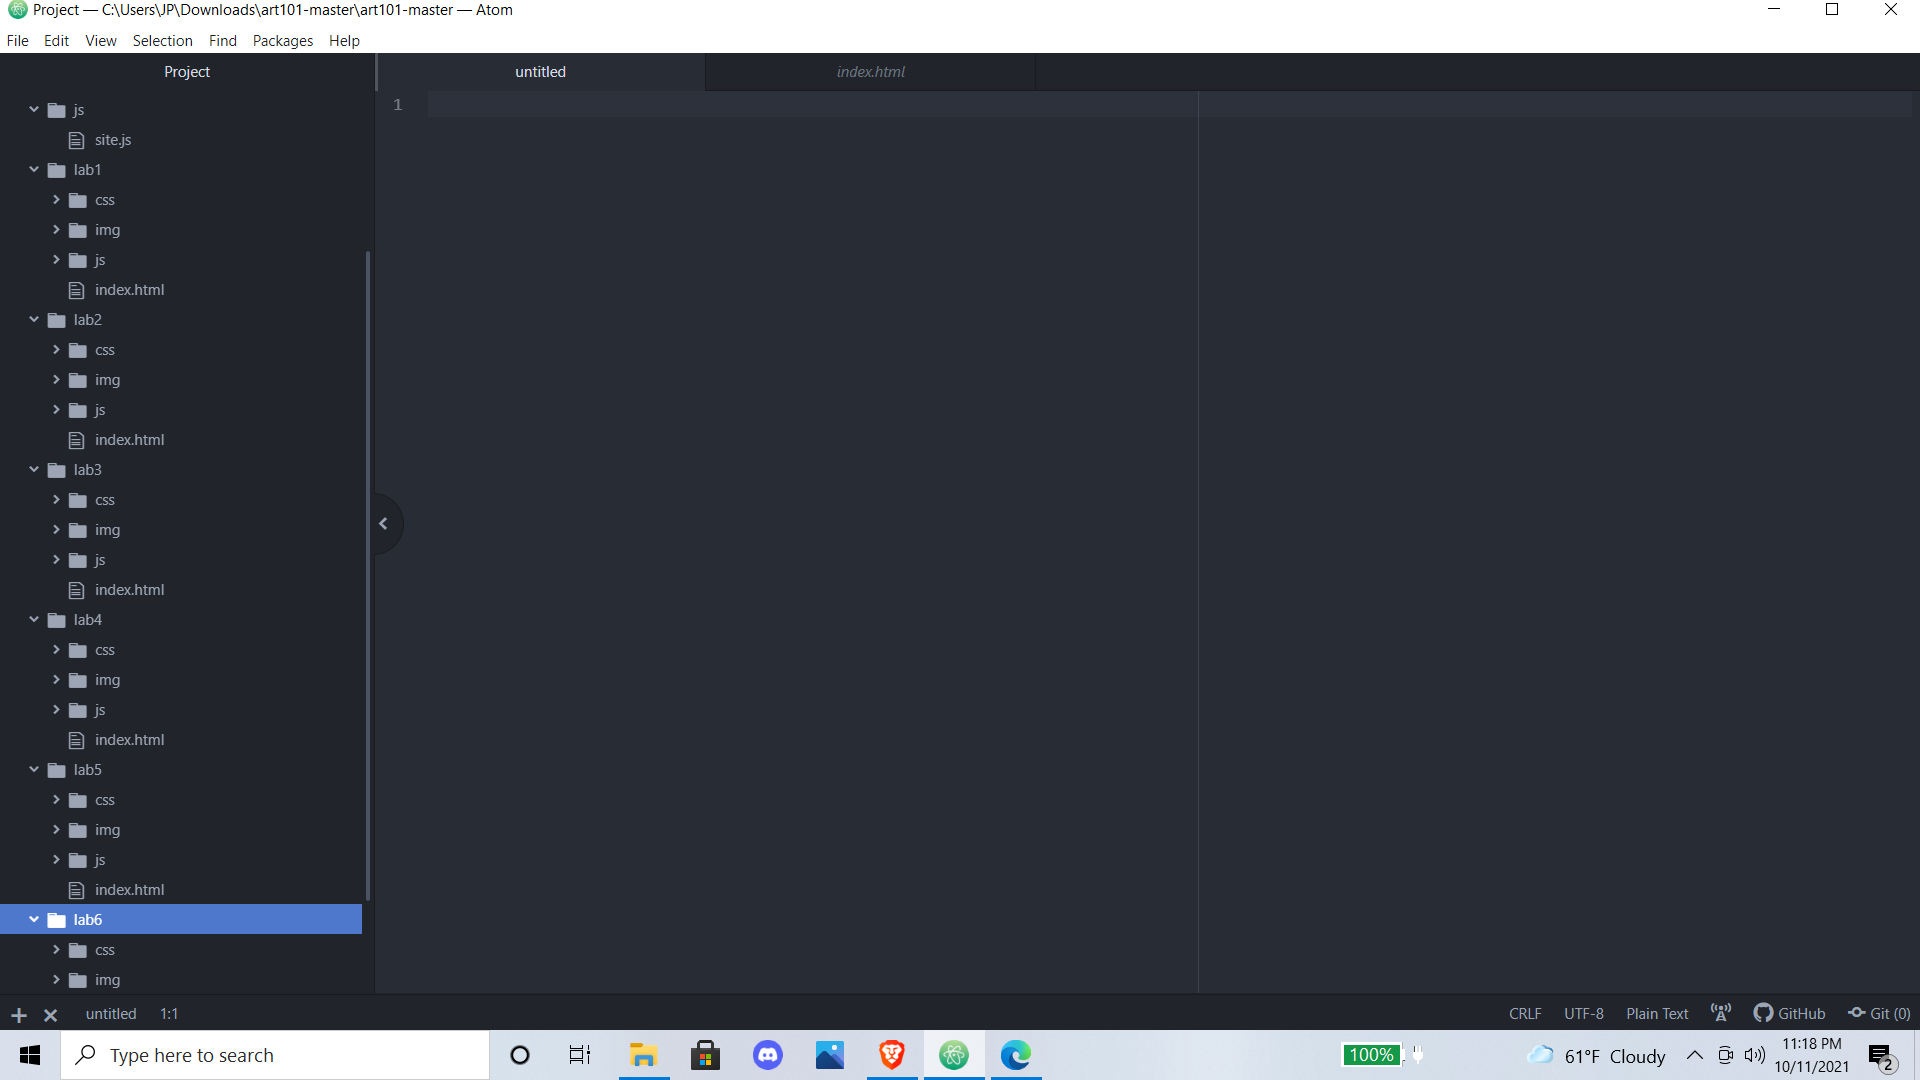 Project — C:\Users\JP\Downloads\art101-master\art101-master — Atom
File Edit View Selection Find Packages Help
Project
untitled
index.html
js
site.js
lab1
css
img
js
index.html
lab2
css
img
js
index.html
lab3
css
img
js
index.html
lab4
css
img
js
index.html
lab5
css
img
js
index.html
lab6
css
img
1
untitled 1:1
CRLF UTF-8 Plain Text GitHub Git (0)
Type here to search
100%
61°F Cloudy
11:18 PM
10/11/2021
2